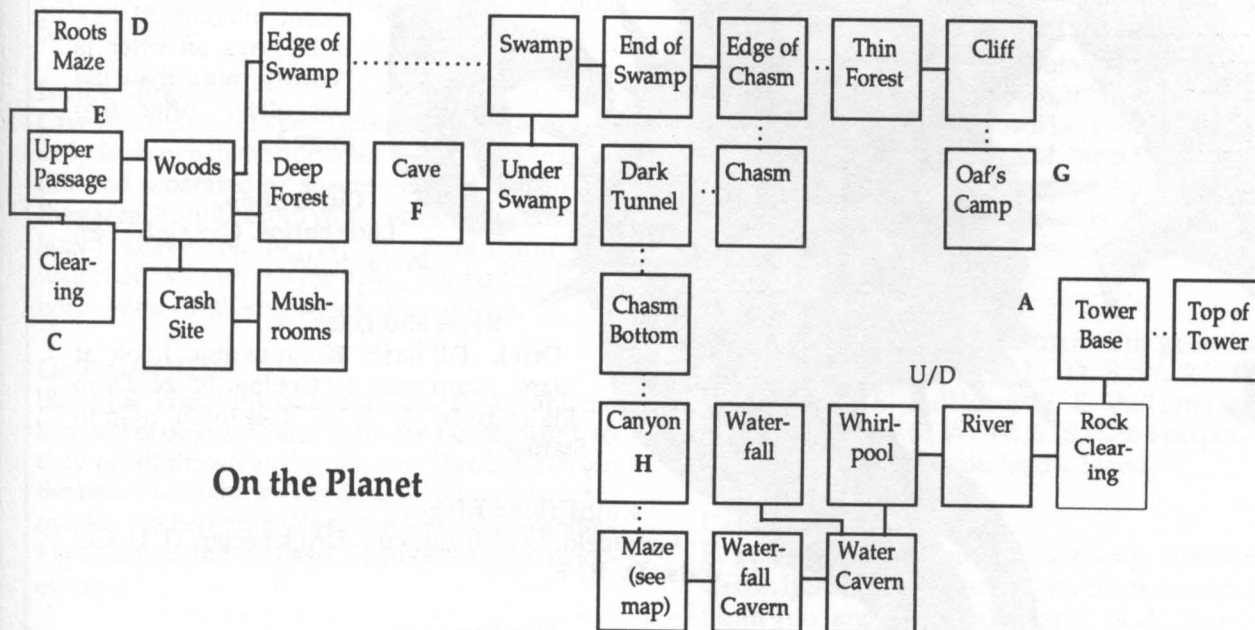 Roots
Maze
D
Edge of
Swamp
Swamp
End of
Swamp
Edge of
Chasm
Thin
Forest
Cliff
E
Upper
Passage
Woods
Deep
Forest
Cave
F
Under
Swamp
Dark
Tunnel
Chasm
Oaf's
Camp
G
Clear-
ing
C
Crash
Site
Mush-
rooms
Chasm
Bottom
A
Tower
Base
Top of
Tower
U/D
Canyon
H
Water-
fall
Whirl-
pool
River
Rock
Clear-
ing
On the Planet
Maze
(see
map)
Water-
fall
Cavern
Water
Cavern